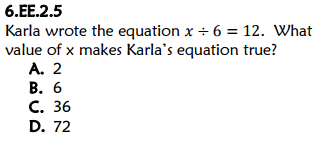 6.EE.2.5
Karla wrote the equation x ÷ 6 = 12. What
value of x makes Karla's equation true?
A. 2
B. 6
C. 36
D. 72